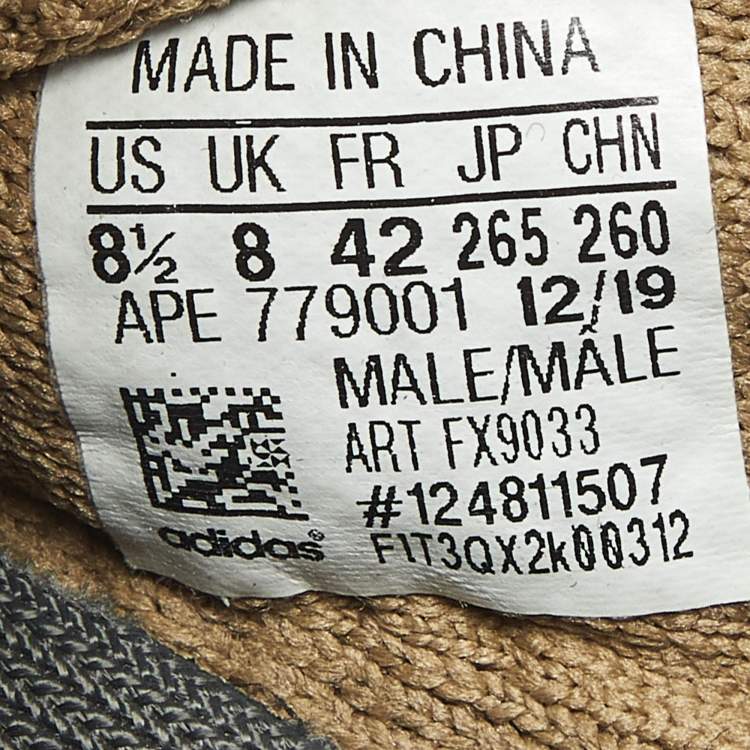 MADE IN CHINA
US UK FR JP CHN
8½ 8 42 265 260
APE 779001 12/19
MALE/MÂLE
ART FX9033
#124811507
adidas® F1T3QX2k00312